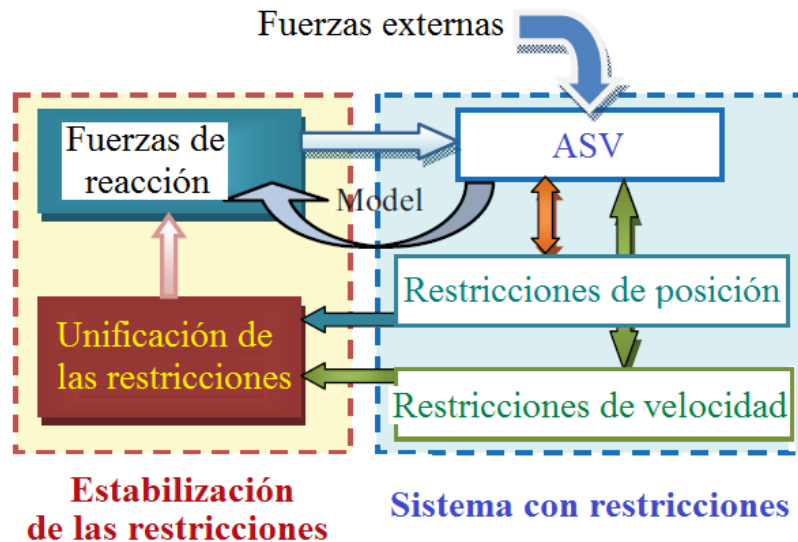 Fuerzas externas
Fuerzas de
reacción
ASV
Model
Restricciones de posición
Unificación de
las restricciones
Restricciones de velocidad
Estabilización
de las restricciones
Sistema con restricciones